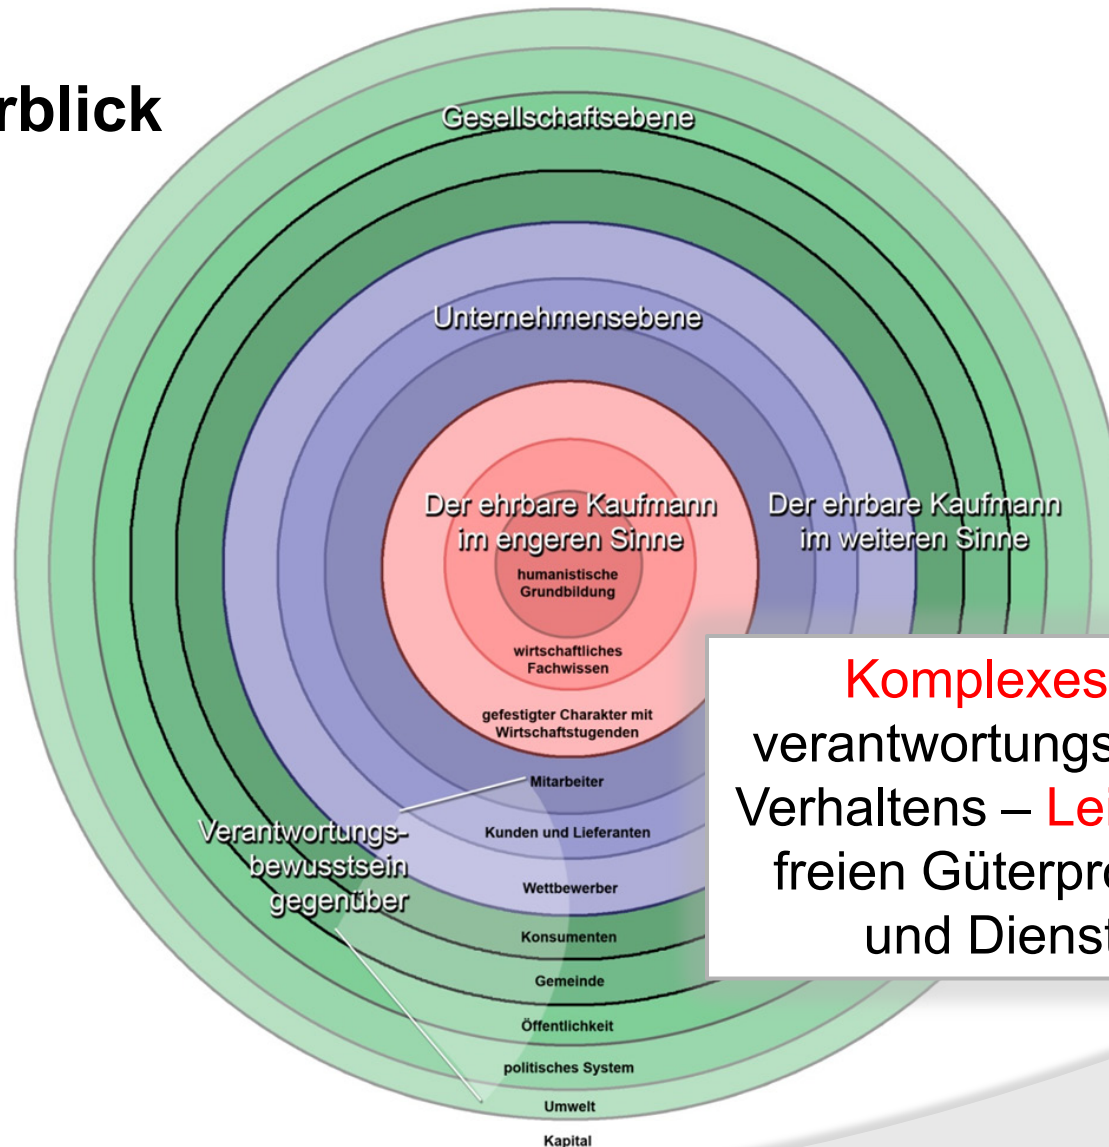 rblick
Gesellschaftsebene
Unternehmensebene
Der ehrbare Kaufmann
im engeren Sinne
Der ehrbare Kaufmann
im weiteren Sinne
humanistische
Grundbildung
wirtschaftliches
Fachwissen
gefestigter Charakter mit
Wirtschaftstugenden
Mitarbeiter
Kunden und Lieferanten
Wettbewerber
Verantwortungs-
bewusstsein
gegenüber
Konsumenten
Gemeinde
Öffentlichkeit
politisches System
Umwelt
Kapital
Komplexes
verantwortungs
Verhaltens – Lei
freien Güterpro
und Dienst